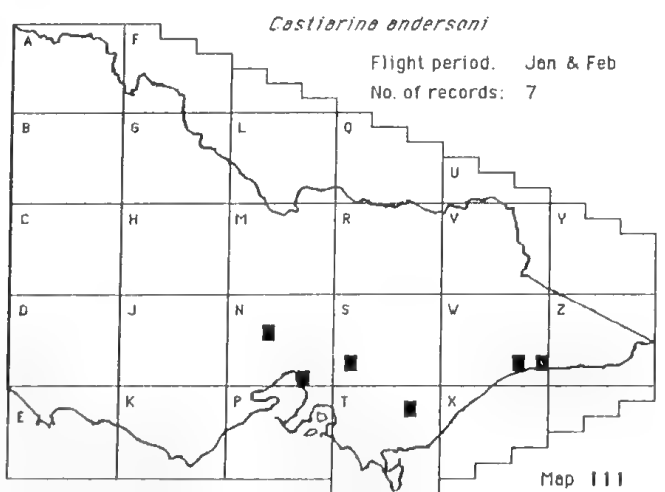 Castiarina andersoni
Flight period. Jan & Feb
No. of records: 7
A F
B G L Q
U
C H M R V Y
D J N S W Z
E K P T X
Map 111